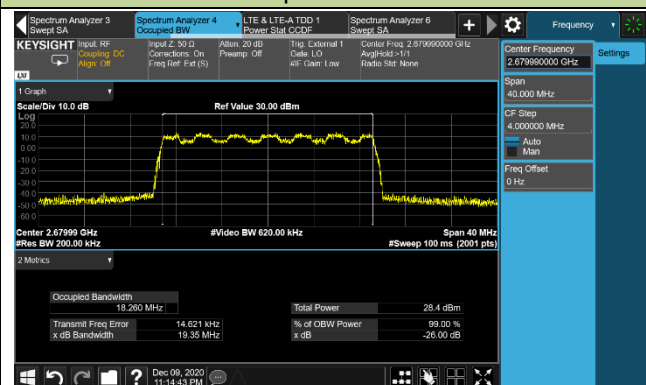 Spectrum Analyzer 3
Swept SA
Spectrum Analyzer 4
Occupied BW
LTE & LTE-A TDD 1
Power Stat CCDF
Spectrum Analyzer 6
Swept SA
Frequency
KEYSIGHT
Input: RF
Coupling: DC
Align: Off
Input Z: 50 Ω
Corrections: On
Freq Ref: Ext (S)
Atten: 20 dB
Preamp: Off
Trig: External 1
Gate: LO
#IF Gain: Low
Center Freq: 2.679990000 GHz
Avg|Hold:>1/1
Radio Std: None
LXI
Center Frequency
2.679990000 GHz
Settings
Span
40.000 MHz
CF Step
4.000000 MHz
Auto
Man
Freq Offset
0 Hz
1 Graph
Scale/Div 10.0 dB
Ref Value 30.00 dBm
Log
20.0
10.0
0.00
-10.0
-20.0
-30.0
-40.0
-50.0
-60.0
Center 2.67999 GHz
#Video BW 620.00 kHz
Span 40 MHz
#Res BW 200.00 kHz
#Sweep 100 ms (2001 pts)
2 Metrics
Occupied Bandwidth
18.260 MHz
Total Power
28.4 dBm
Transmit Freq Error
14.621 kHz
% of OBW Power
99.00 %
x dB Bandwidth
19.35 MHz
x dB
-26.00 dB
Dec 09, 2020
11:14:43 PM